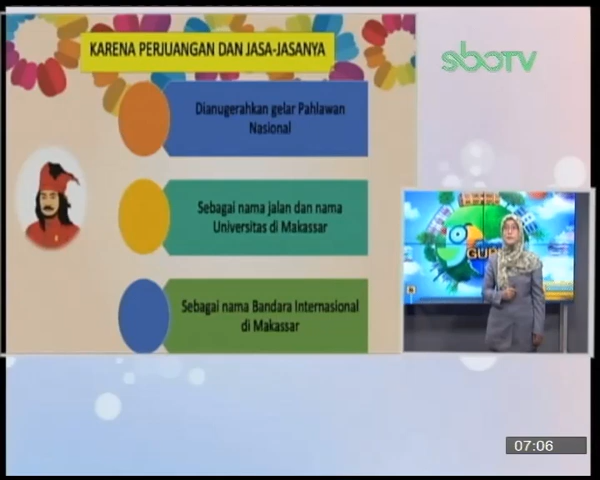 KARENA PERJUANGAN DAN JASA-JASANYA
sbotv
Dianugerahkan gelar Pahlawan
Nasional
Sebagai nama jalan dan nama
Universitas di Makassar
Sebagai nama Bandara Internasional
di Makassar
07:06